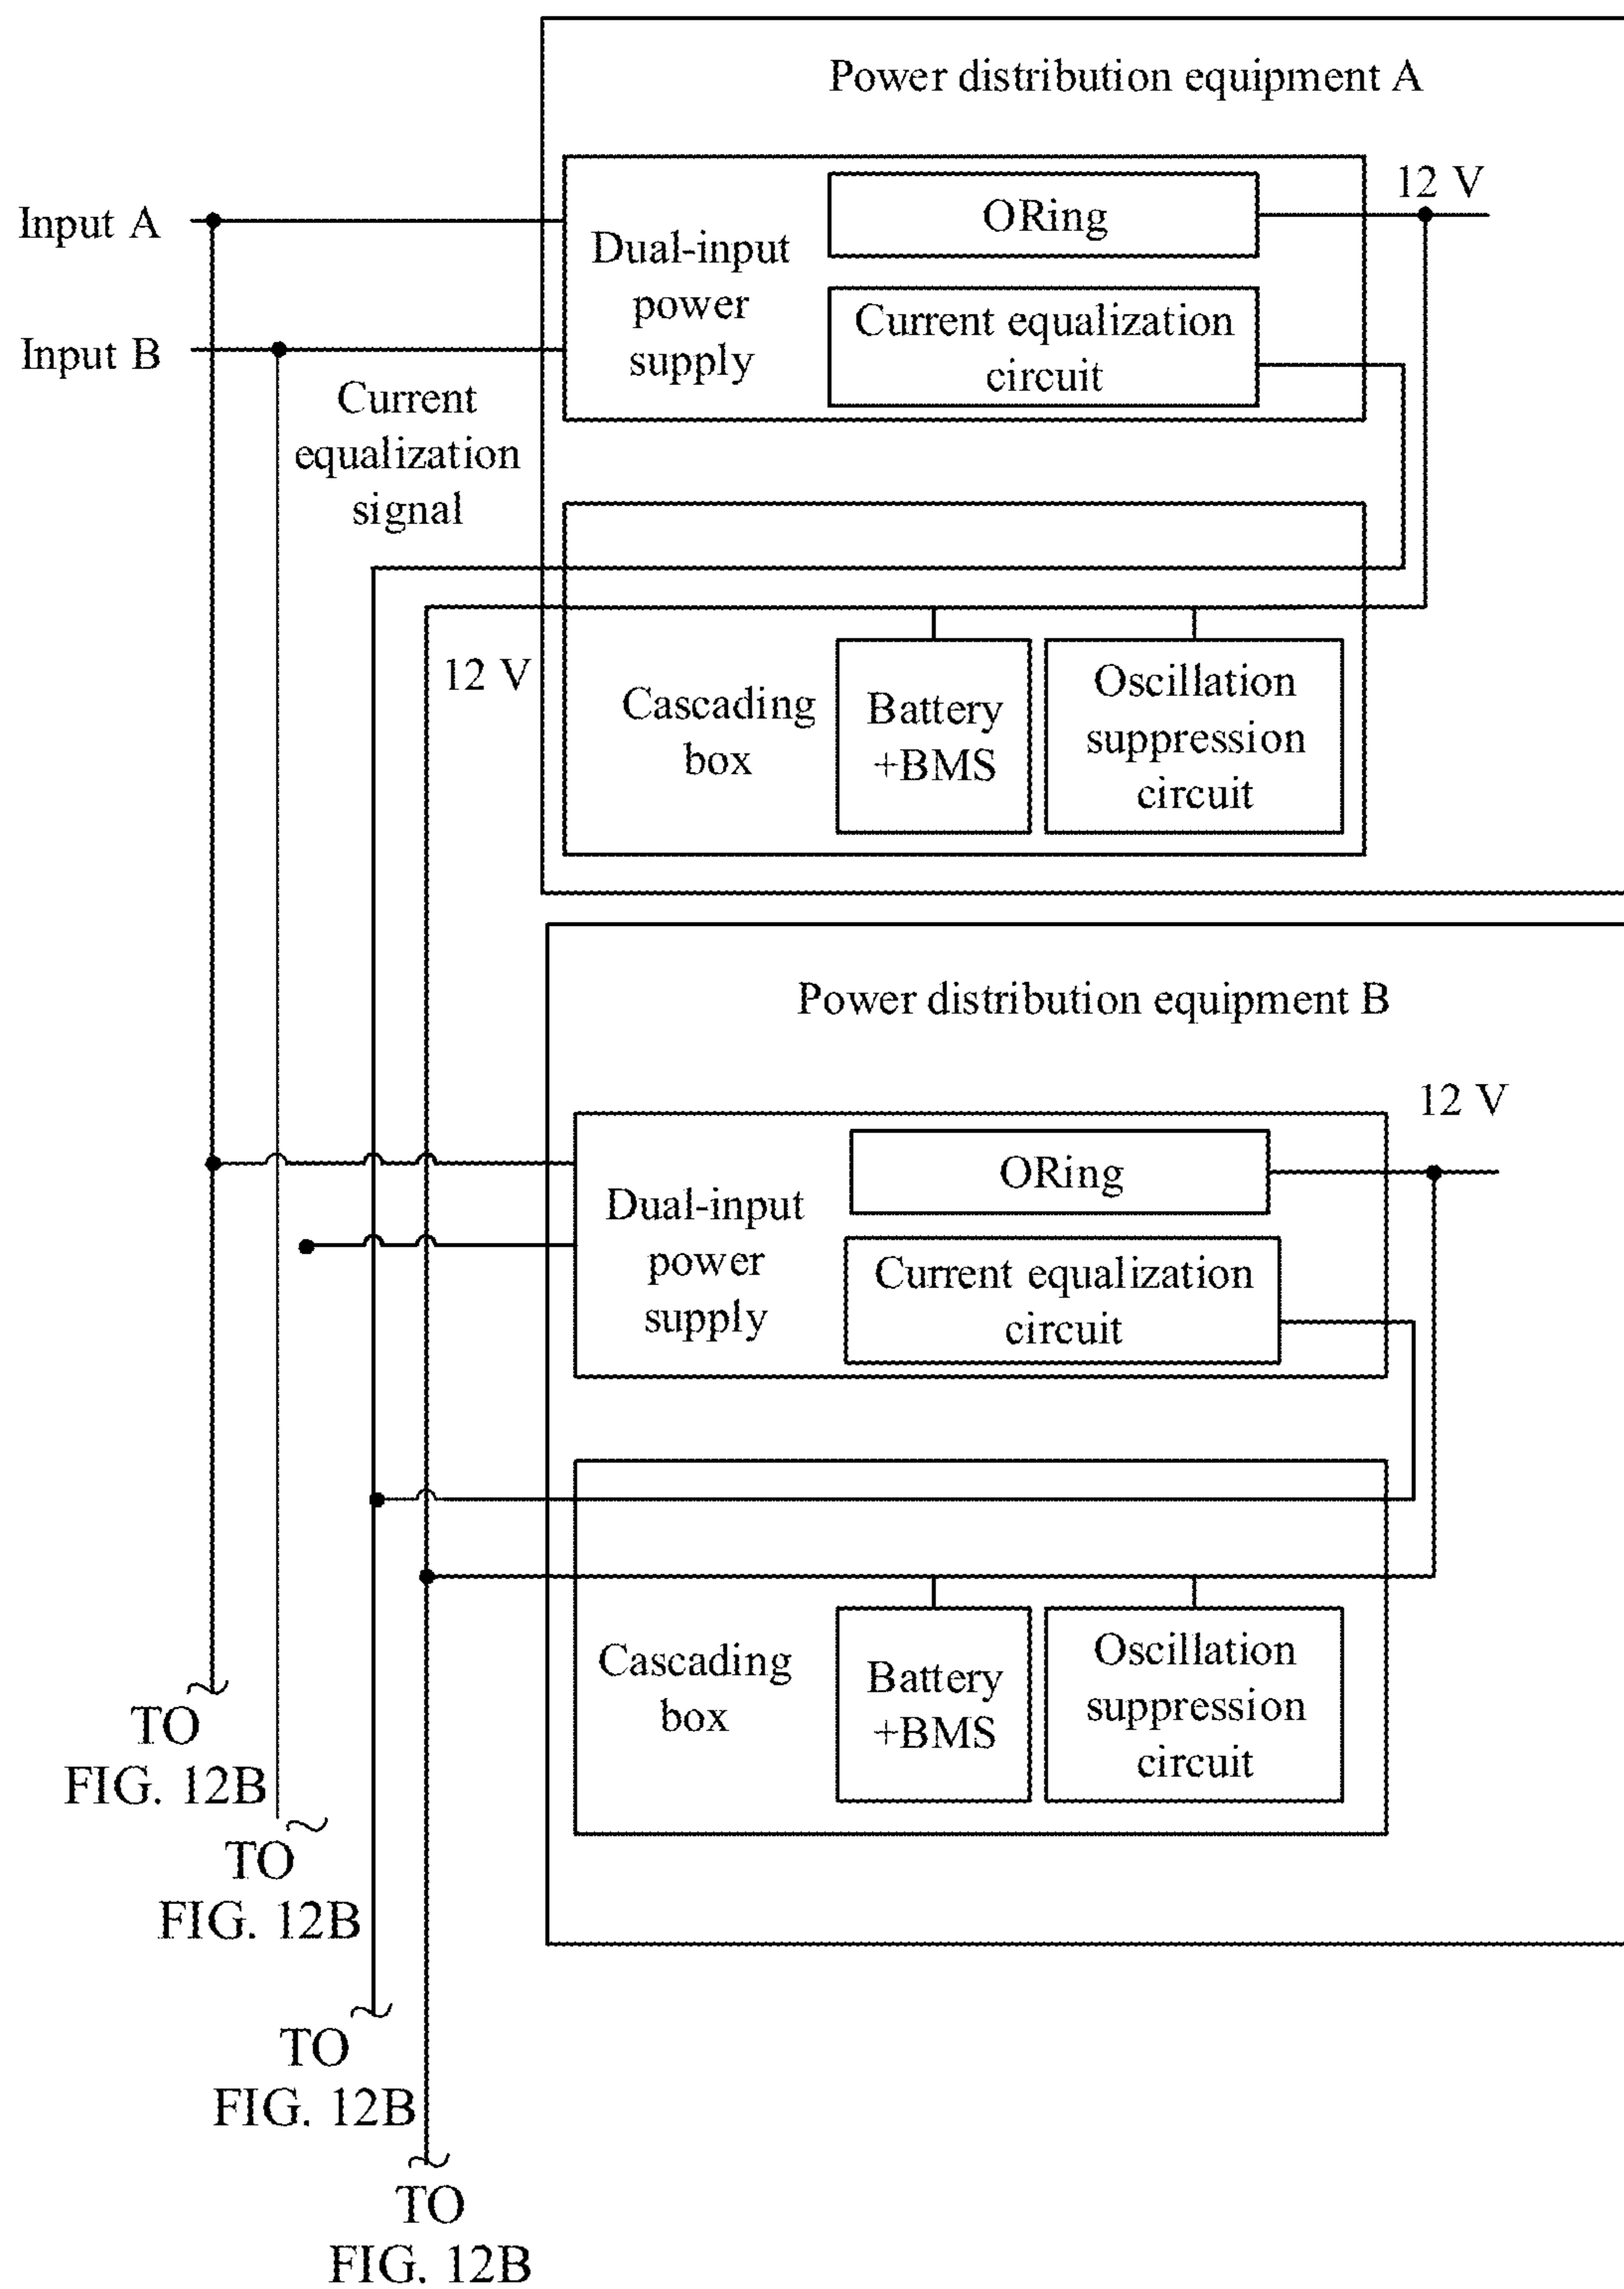 Power distribution equipment A
12 V
Input A
ORing
Dual-input
power
supply
Input B
Current equalization
circuit
Current
equalization
signal
12 V
Cascading
box
Battery
+BMS
Oscillation
suppression
circuit
Power distribution equipment B
12 V
ORing
Dual-input
power
supply
Current equalization
circuit
Cascading
box
Battery
+BMS
Oscillation
suppression
circuit
TO
FIG. 12B
TO
FIG. 12B
TO
FIG. 12B
TO
FIG. 12B